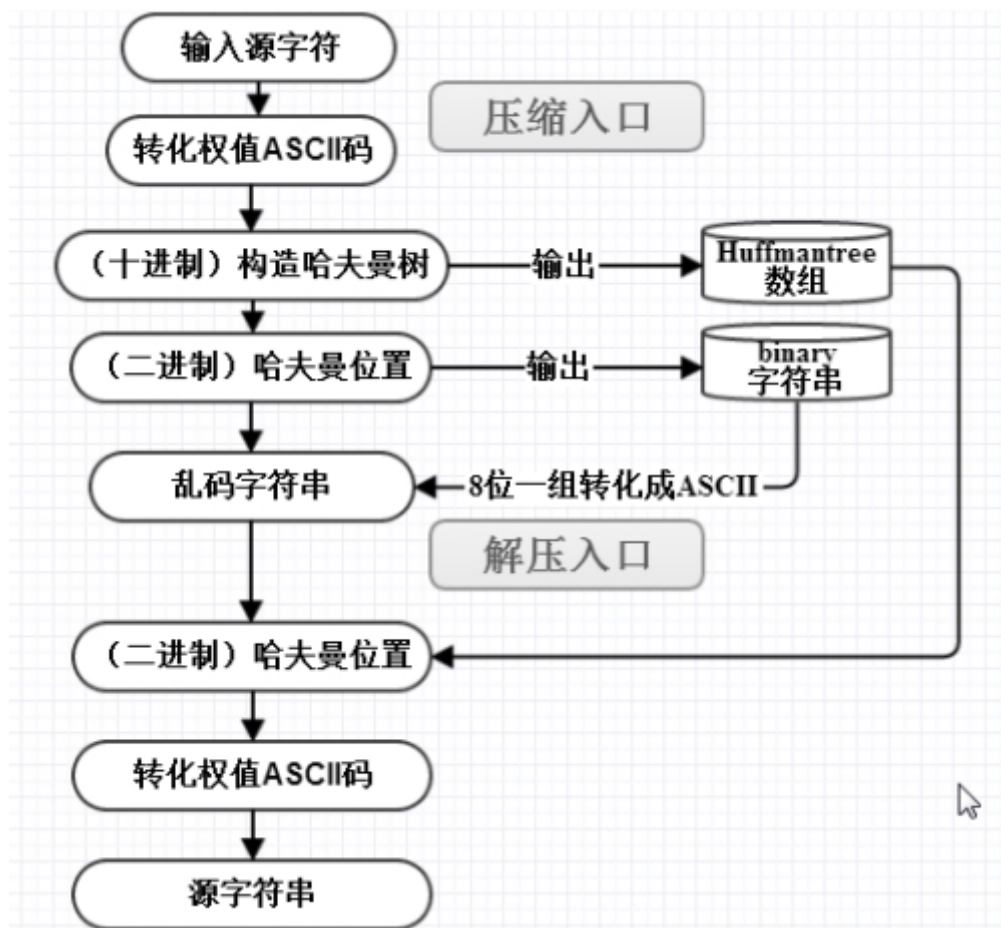 输入源字符
压缩入口
转化权值ASCII码
（十进制）构造哈夫曼树
输出
Huffmantree
数组
（二进制）哈夫曼位置
输出
binary
字符串
乱码字符串
8位一组转化成ASCII
解压入口
（二进制）哈夫曼位置
转化权值ASCII码
源字符串